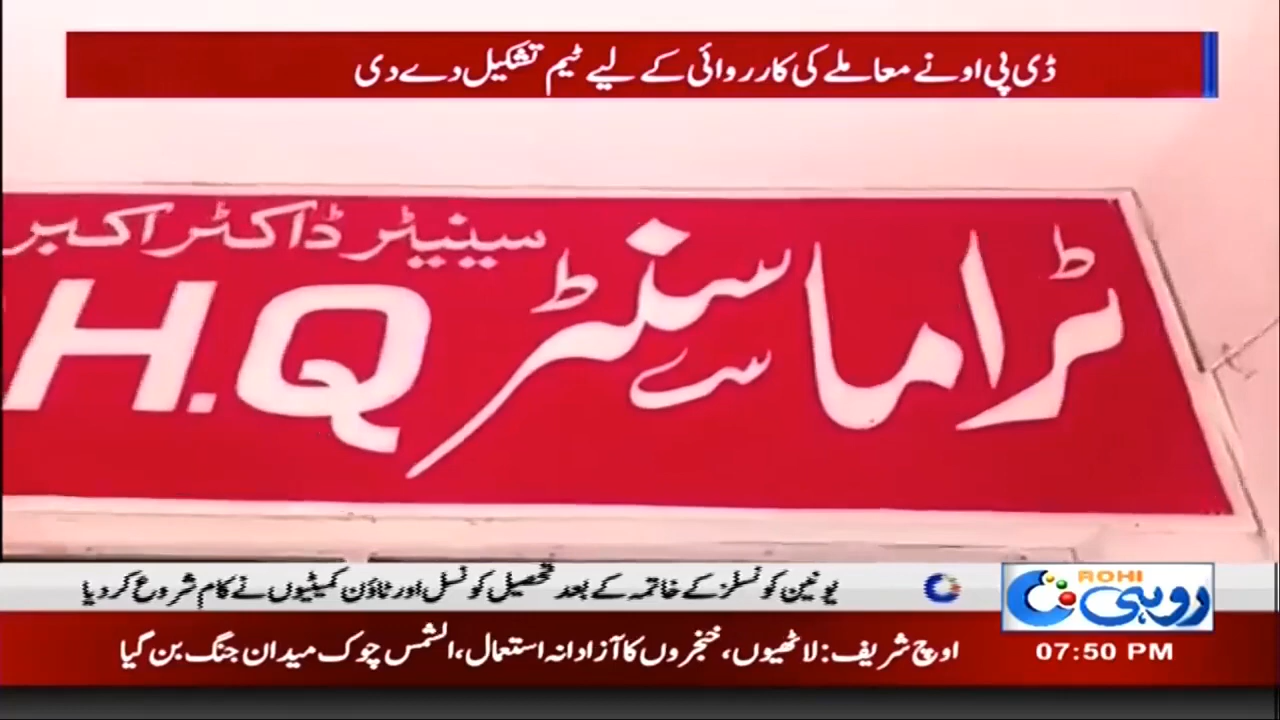 ڈی پی او نے معاملے کی کارروائی کے لیے ٹیم تشکیل دے دی
سینیٹر ڈاکٹر اکبر
ٹراما سنٹر H.Q
سے
یونین کونسلز کے خاتمہ کے بعد تحصیل کونسل اور ٹاؤن کمیٹیوں نے کام شروع کر دیا
ROHI
روہی
اوچ شریف: لاٹھیوں، خنجروں کا آزادانہ استعمال، الشمس چوک میدان جنگ بن گیا
07:50 PM